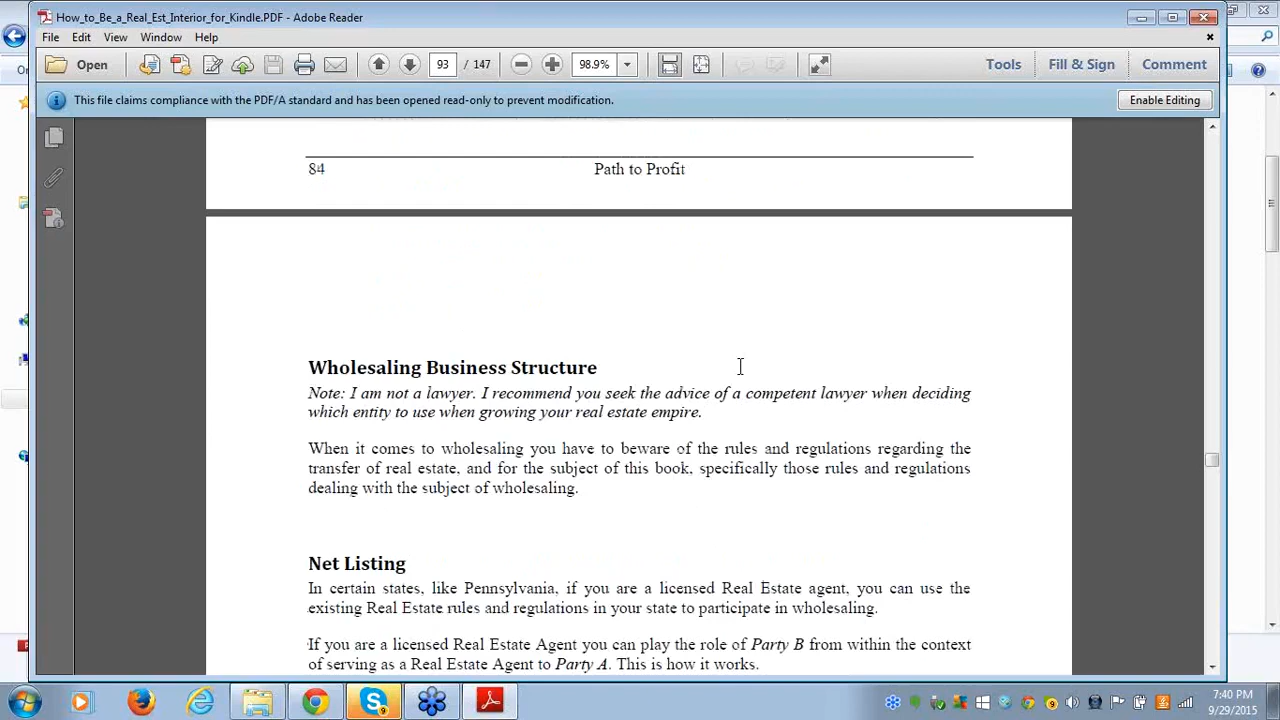 How_to_Be_a_Real_Est_Interior_for_Kindle.PDF - Adobe Reader
File Edit View Window Help
Open 93 / 147 98.9% Tools Fill & Sign Comment
This file claims compliance with the PDF/A standard and has been opened read-only to prevent modification. Enable Editing
84 Path to Profit
Wholesaling Business Structure
Note: I am not a lawyer. I recommend you seek the advice of a competent lawyer when deciding
which entity to use when growing your real estate empire.
When it comes to wholesaling you have to beware of the rules and regulations regarding the
transfer of real estate, and for the subject of this book, specifically those rules and regulations
dealing with the subject of wholesaling.
Net Listing
In certain states, like Pennsylvania, if you are a licensed Real Estate agent, you can use the
existing Real Estate rules and regulations in your state to participate in wholesaling.
If you are a licensed Real Estate Agent you can play the role of Party B from within the context
of serving as a Real Estate Agent to Party A. This is how it works.
7:40 PM
9/29/2015